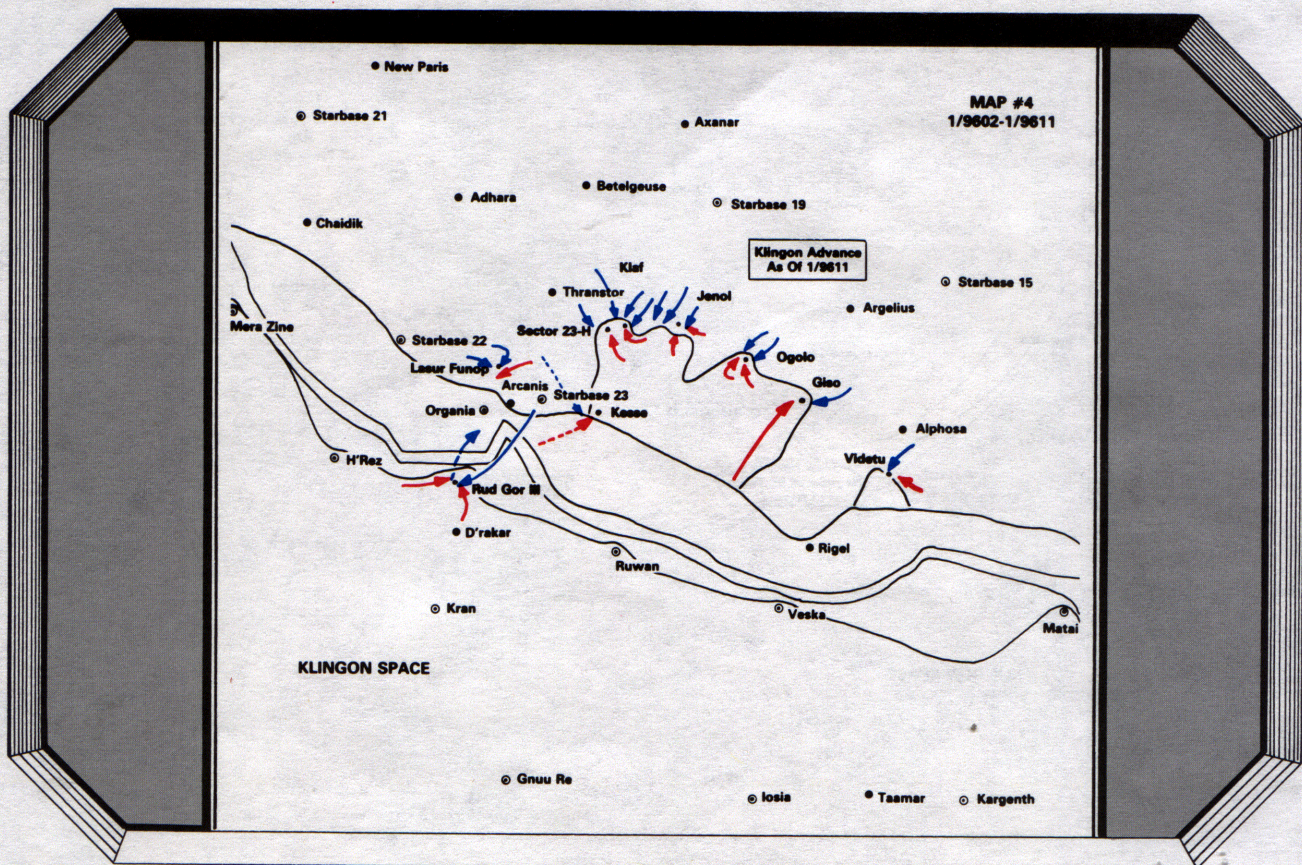 New Paris
MAP #4
1/9602-1/9611
Starbase 21
Axanar
Betelgeuse
Adhara
Starbase 19
Chaidik
Klingon Advance
As Of 1/9611
Klaf
Starbase 15
Thranstor
Jenol
Argelius
Mera Zine
Sector 23-H
Starbase 22
Lasur Funop
Ogolo
Arcanis
Starbase 23
Giso
Organia
Keese
Alphosa
H'Rez
Videtu
Rud Gor III
D'rakar
Rigel
Ruwan
Kran
Veska
Matai
KLINGON SPACE
Gnuu Re
Iosia
Taamar
Kargenth